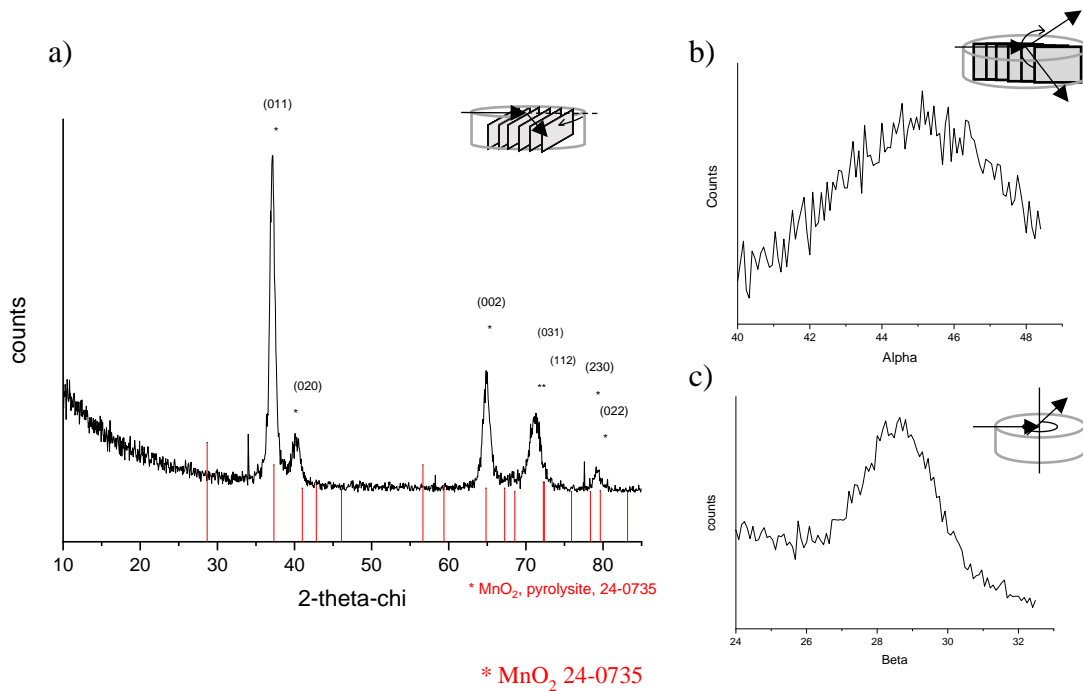 a)
(011)
*
(020)
*
(002)
*
(031)
**
(112)
(230)
*
(022)
*
counts
10 20 30 40 50 60 70 80
2-theta-chi
* MnO₂, pyrolysite, 24-0735
* MnO₂ 24-0735
b)
Counts
40 42 44 46 48
Alpha
c)
counts
24 26 28 30 32
Beta